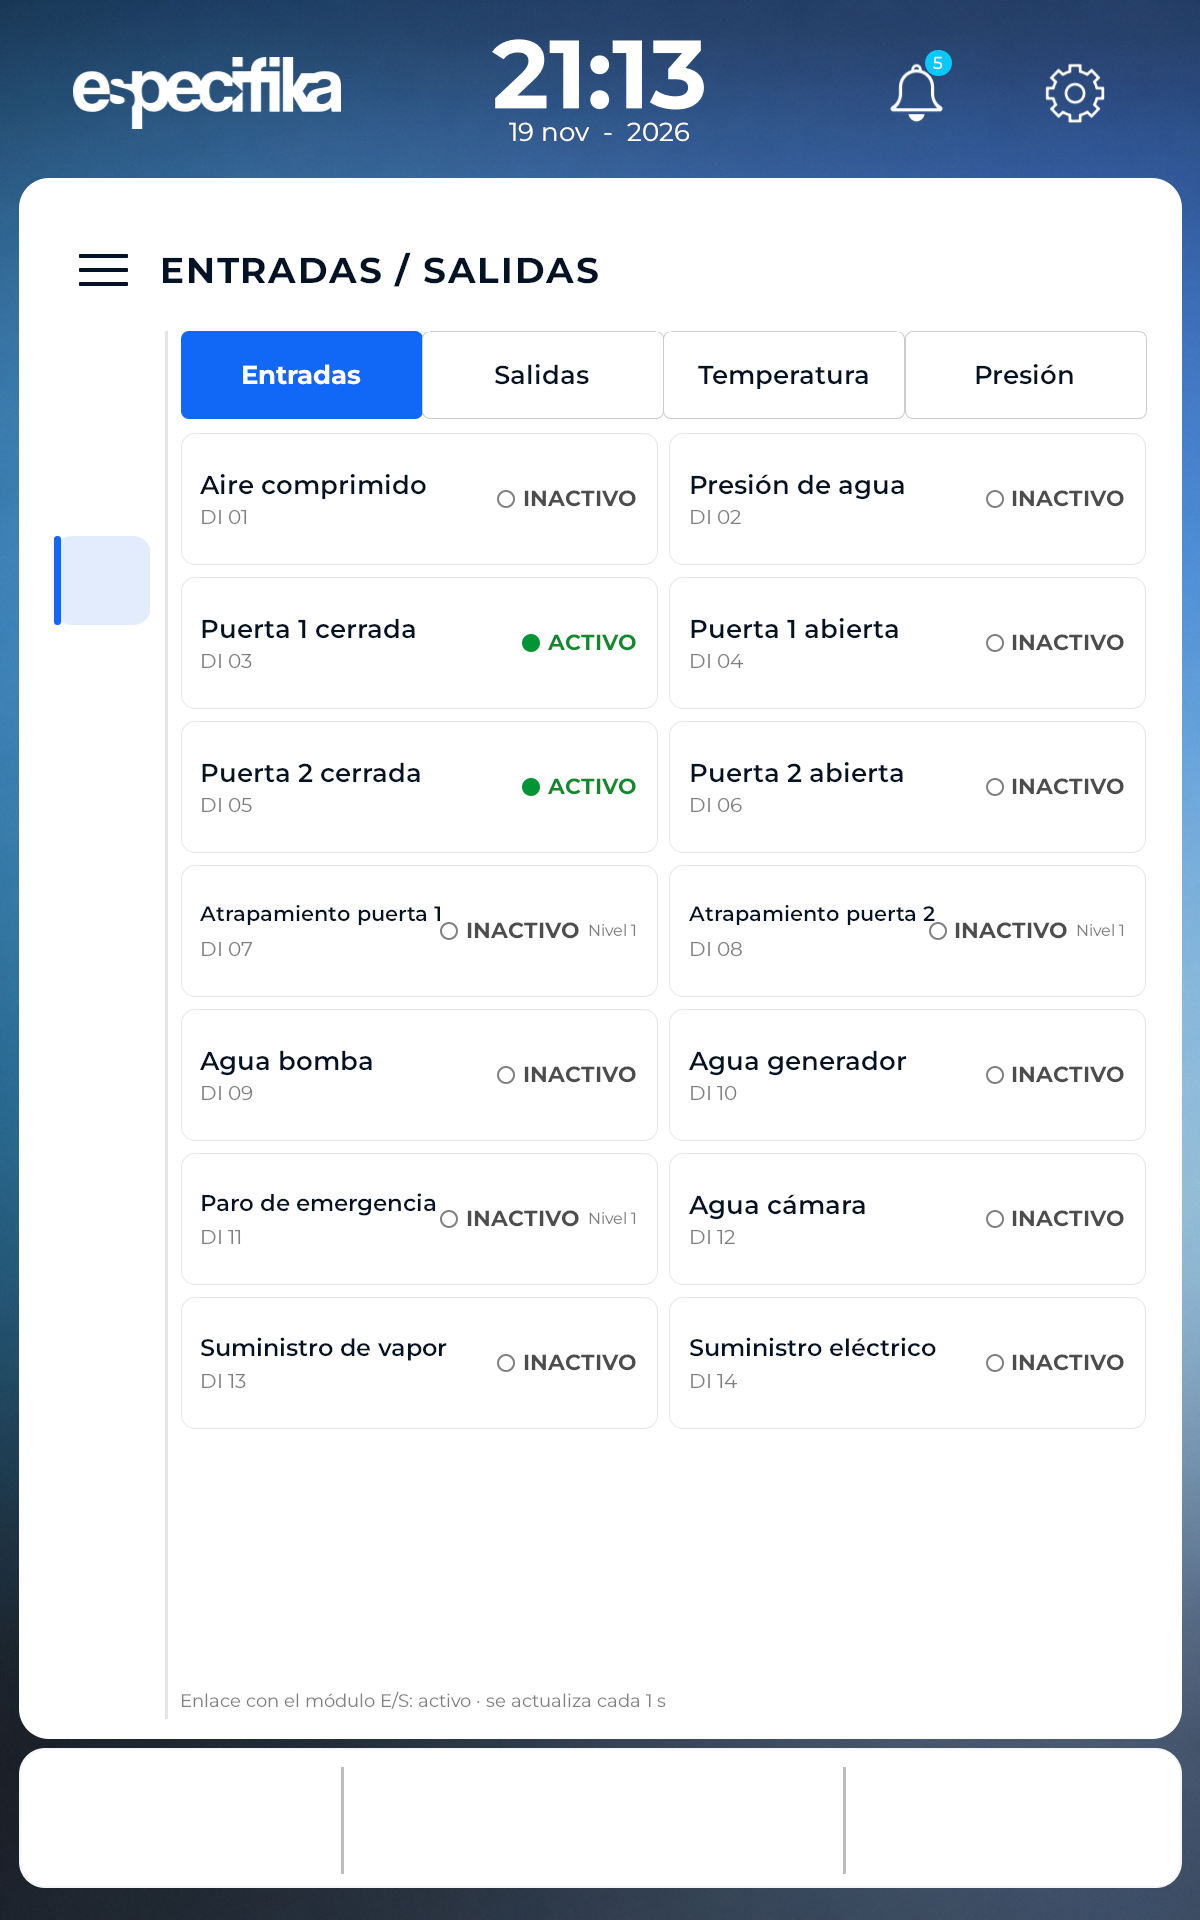 especifika
21:13
19 nov - 2026
5
ENTRADAS / SALIDAS
Entradas
Salidas
Temperatura
Presión
Aire comprimido
DI 01
INACTIVO
Presión de agua
DI 02
INACTIVO
Puerta 1 cerrada
DI 03
ACTIVO
Puerta 1 abierta
DI 04
INACTIVO
Puerta 2 cerrada
DI 05
ACTIVO
Puerta 2 abierta
DI 06
INACTIVO
Atrapamiento puerta 1
DI 07
INACTIVO Nivel 1
Atrapamiento puerta 2
DI 08
INACTIVO Nivel 1
Agua bomba
DI 09
INACTIVO
Agua generador
DI 10
INACTIVO
Paro de emergencia
DI 11
INACTIVO Nivel 1
Agua cámara
DI 12
INACTIVO
Suministro de vapor
DI 13
INACTIVO
Suministro eléctrico
DI 14
INACTIVO
Enlace con el módulo E/S: activo · se actualiza cada 1 s